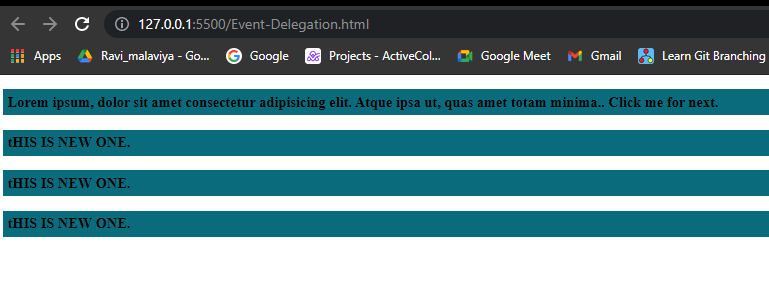 127.0.0.1:5500/Event-Delegation.html
Ravi_malaviya - Go... Google Projects - ActiveCol... Google Meet Gmail Learn Git Branching
Lorem ipsum, dolor sit amet consectetur adipisicing elit. Atque ipsa ut, quas amet totam minima.. Click me for next.
tHIS IS NEW ONE.
tHIS IS NEW ONE.
tHIS IS NEW ONE.